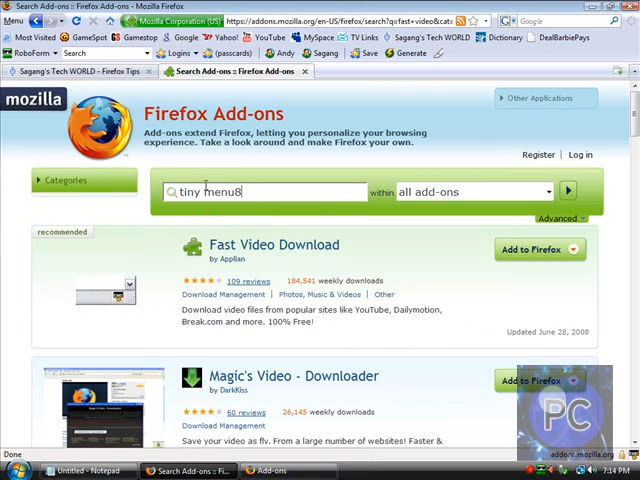 Search Add-ons :: Firefox Add-ons - Mozilla Firefox
Mozilla Corporation (US)
https://addons.mozilla.org/en-US/firefox/search?q=fast+video&cat=
Google
Most Visited
GameSpot
Gamestop
Wikipedia
Google
Yahoo!
YouTube
Music
Sagang's Tech WORLD
Dictionary
DealBarbiePays
RoboForm
Search
Logins
(passcards)
Andy
Sagang
Save
Generate
Sagang's Tech WORLD - Firefox Tips
Search Add-ons :: Firefox Add-ons
mozilla
Other Applications
Firefox Add-ons
Add-ons extend Firefox, letting you personalize your browsing
experience. Take a look around and make Firefox your own.
Register
Log in
Categories
tiny menu8
within
all add-ons
Advanced
recommended
Fast Video Download
by Applian
Add to Firefox
109 reviews
184,541 weekly downloads
Download Management
Photos, Music & Videos
Other
Download video files from popular sites like YouTube, Dailymotion,
Break.com and more. 100% Free!
Updated June 28, 2008
Magic's Video - Downloader
by DarkKiss
Add to Firefox
60 reviews
26,145 weekly downloads
Download Management
Save your video as flv. From a large number of websites! Faster &
PC
Done
addons.mozilla.org
Untitled - Notepad
Search Add-ons :: Fi...
Add-ons
7:14 PM